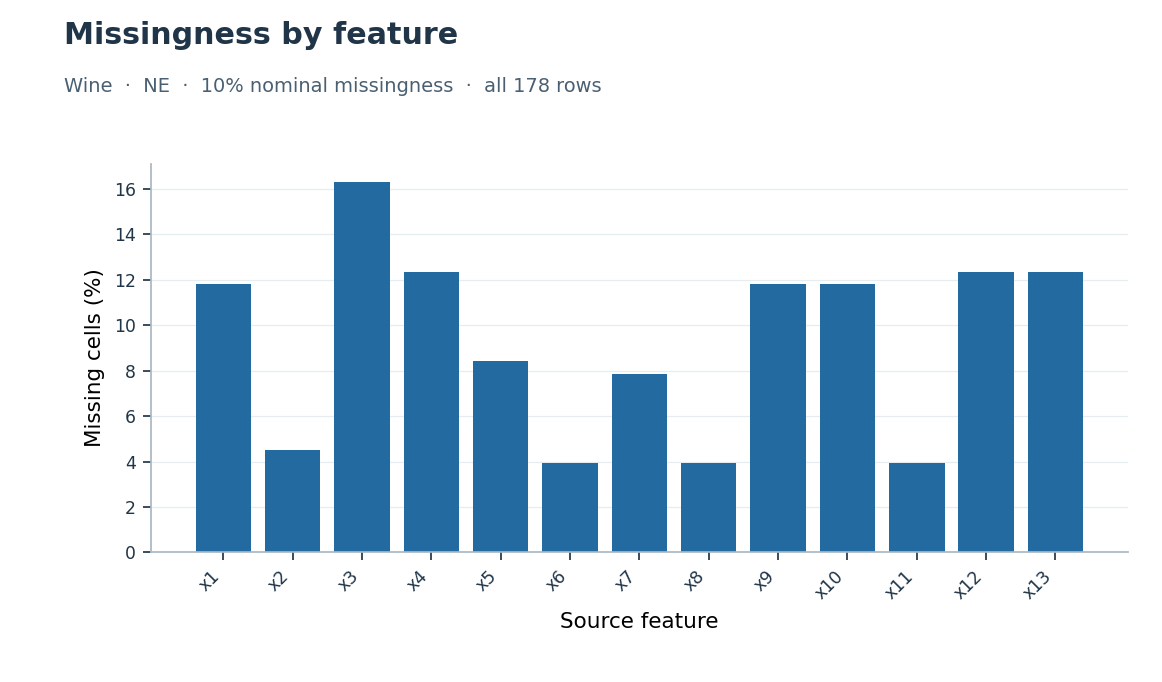 Missingness by feature
Wine · NE · 10% nominal missingness · all 178 rows
Missing cells (%)
16
14
12
10
8
6
4
2
0
x1 x2 x3 x4 x5 x6 x7 x8 x9 x10 x11 x12 x13
Source feature